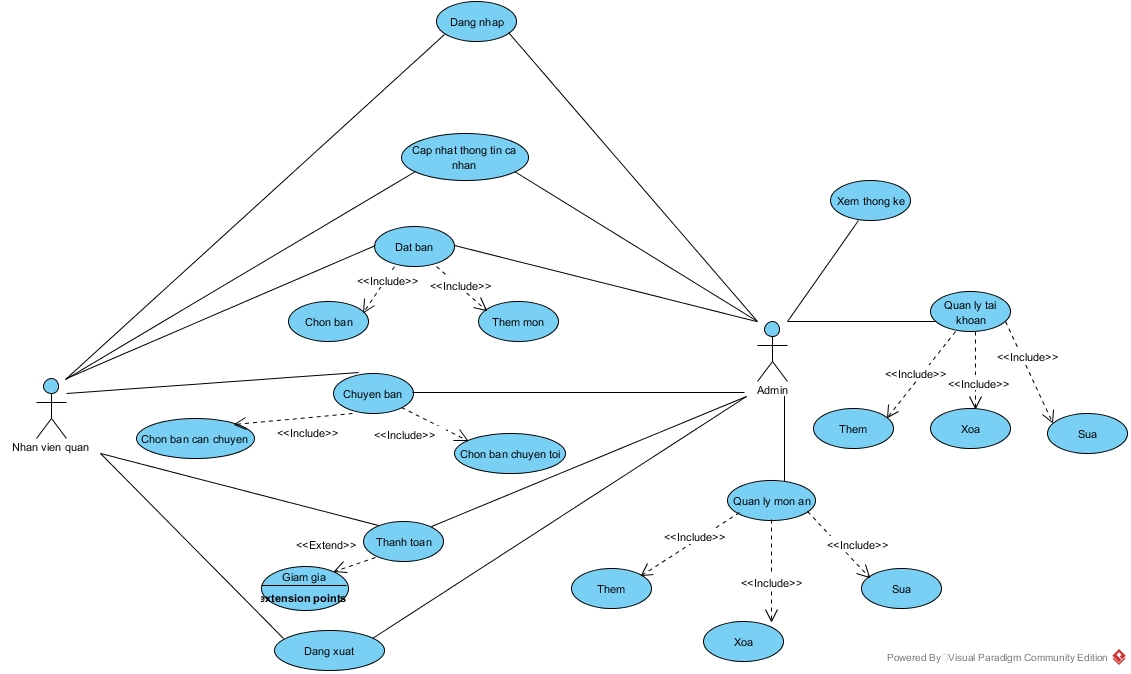 Dang nhap
Cap nhat thong tin ca
nhan
Xem thong ke
Dat ban
<<Include>>
<<Include>>
Chon ban
Them mon
Quan ly tai
khoan
<<Include>>
<<Include>>
<<Include>>
Them
Xoa
Sua
Admin
Nhan vien quan
Chuyen ban
<<Include>>
<<Include>>
Chon ban can chuyen
Chon ban chuyen toi
Quan ly mon an
<<Include>>
<<Include>>
<<Include>>
Them
Xoa
Sua
Thanh toan
<<Extend>>
Giam gia
extension points
Dang xuat
Powered By Visual Paradigm Community Edition